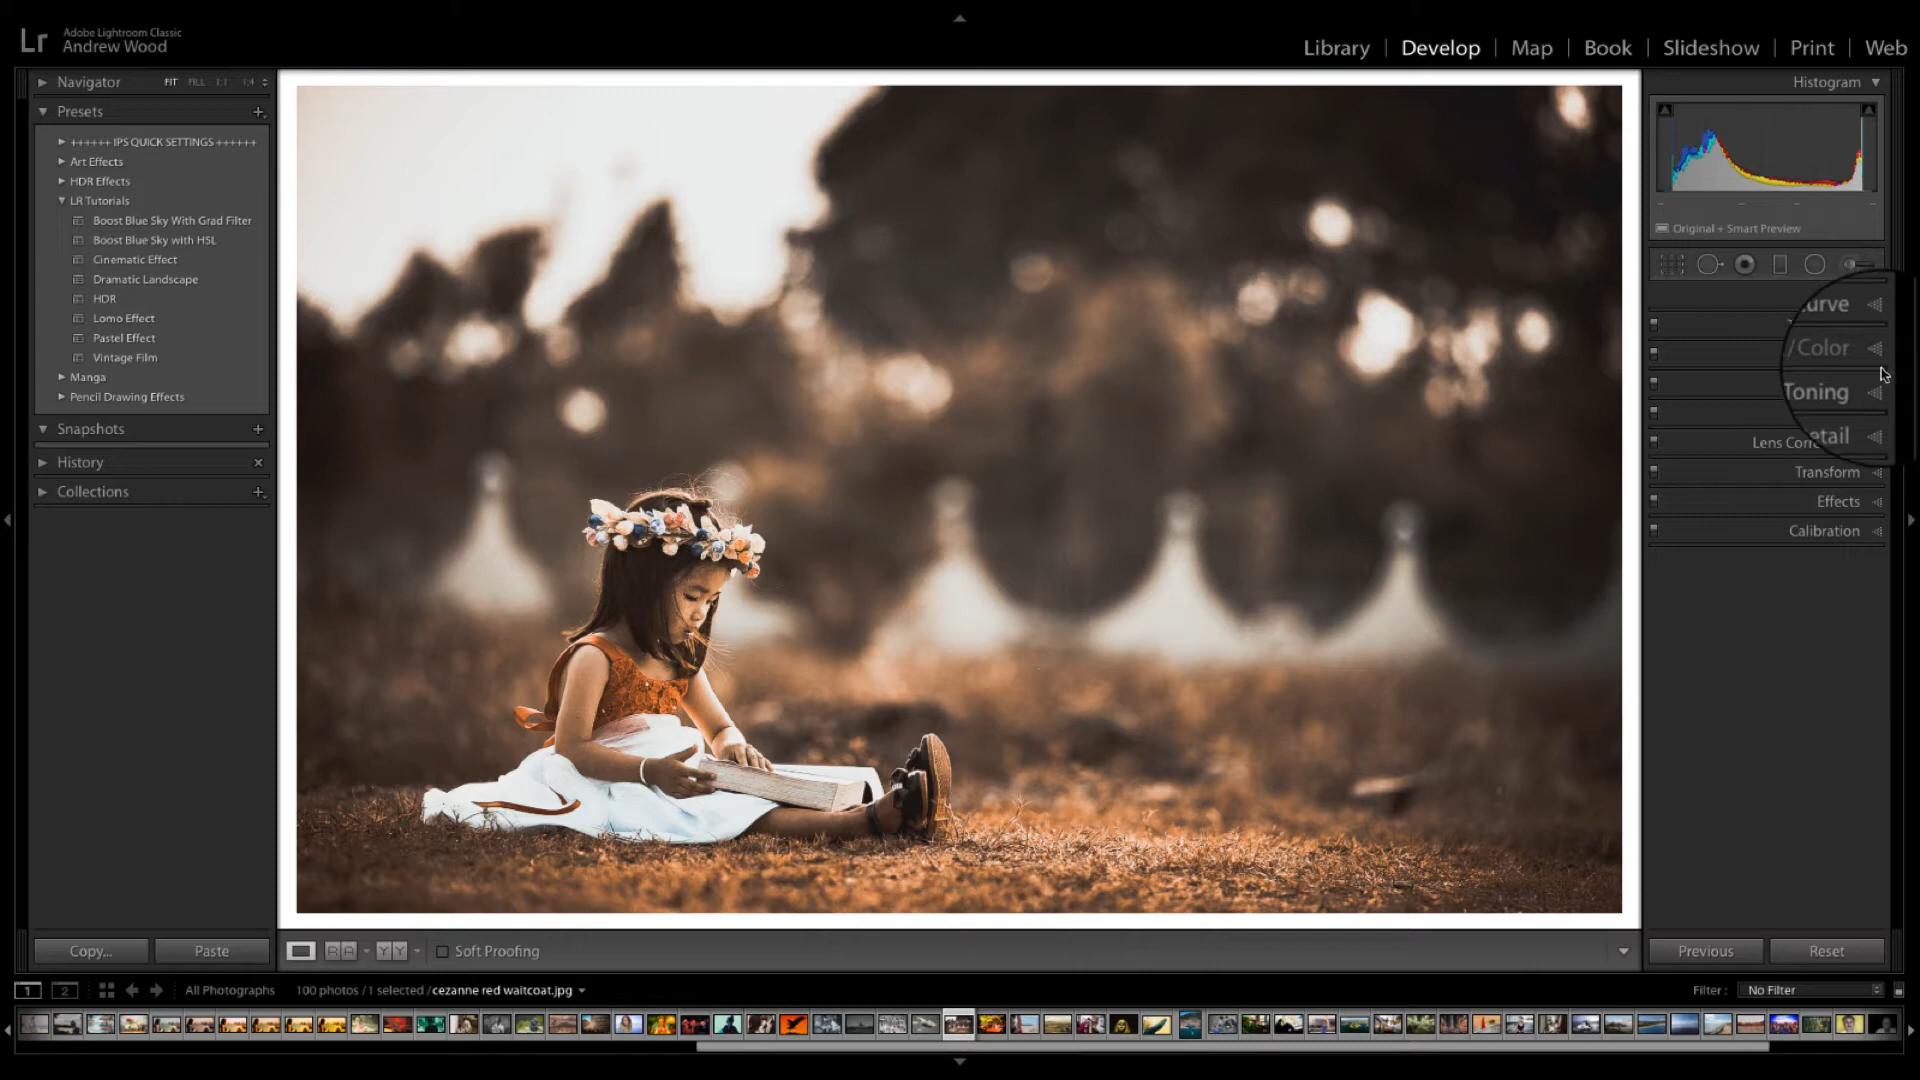 Lr
Adobe Lightroom Classic
Andrew Wood
Library | Develop | Map | Book | Slideshow | Print | Web
Navigator FIT FILL 1:1 1:4
Presets
++++++ IPS QUICK SETTINGS ++++++
Art Effects
HDR Effects
LR Tutorials
Boost Blue Sky With Grad Filter
Boost Blue Sky with HSL
Cinematic Effect
Dramatic Landscape
HDR
Lomo Effect
Pastel Effect
Vintage Film
Manga
Pencil Drawing Effects
Snapshots
History
Collections
Histogram
Original + Smart Preview
urve
/Color
Toning
etail
Lens Corre
Transform
Effects
Calibration
Copy... Paste
R A Y Y Soft Proofing
Previous Reset
1 2 All Photographs 100 photos / 1 selected / cezanne red waitcoat.jpg
Filter : No Filter